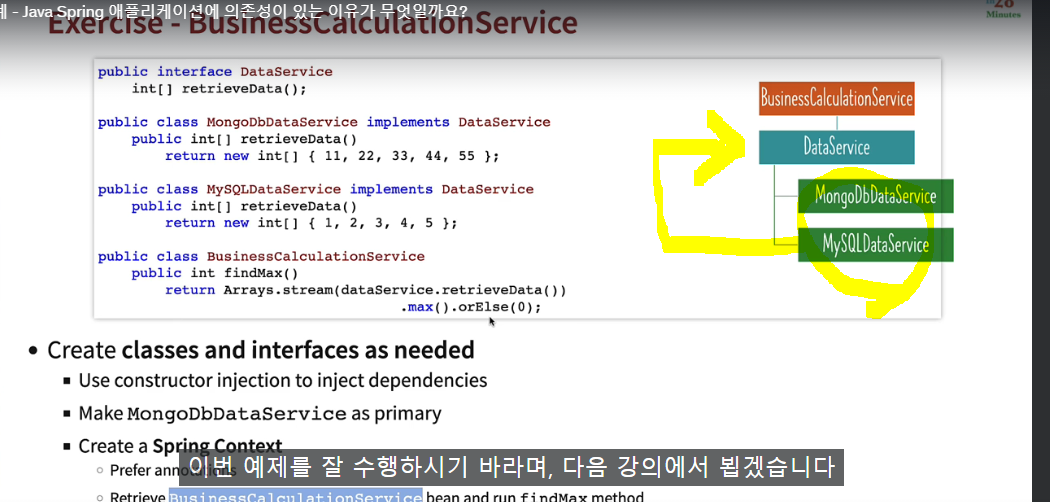 제 - Java Spring 애플리케이션에 의존성이 있는 이유가 무엇일까요?
28
Minutes
Exercise - BusinessCalculationService
public interface DataService
int[] retrieveData();
public class MongoDbDataService implements DataService
public int[] retrieveData()
return new int[] { 11, 22, 33, 44, 55 };
public class MySQLDataService implements DataService
public int[] retrieveData()
return new int[] { 1, 2, 3, 4, 5 };
public class BusinessCalculationService
public int findMax()
return Arrays.stream(dataService.retrieveData())
.max().orElse(0);
BusinessCalculationService
DataService
MongoDbDataService
MySQLDataService
• Create classes and interfaces as needed
▪ Use constructor injection to inject dependencies
▪ Make MongoDbDataService as primary
▪ Create a Spring Context
○ Prefer annotations
이번 예제를 잘 수행하시기 바라며, 다음 강의에서 뵙겠습니다
○ Retrieve BusinessCalculationService bean and run findMax method